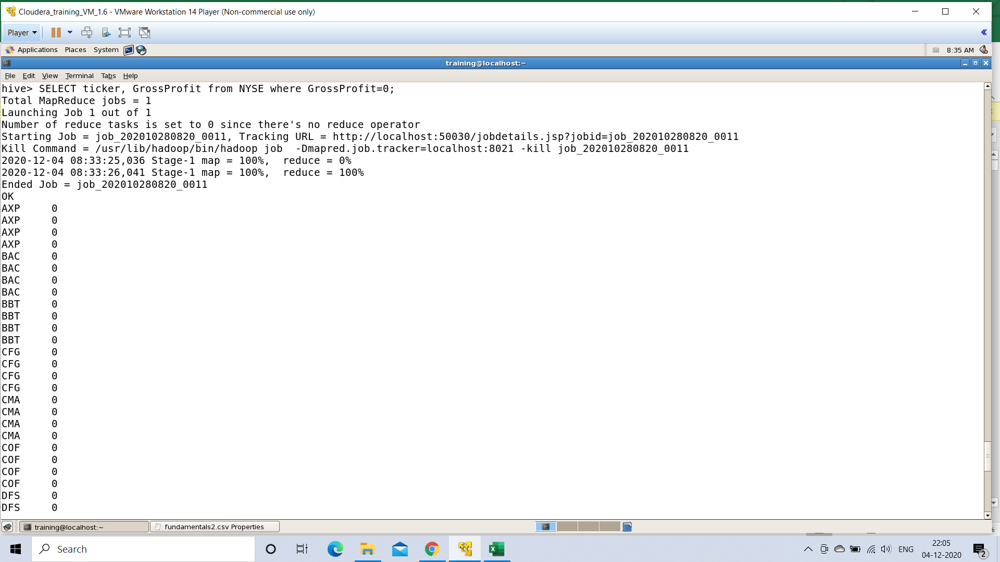 Cloudera_training_VM_1.6 - VMware Workstation 14 Player (Non-commercial use only)
Player
Applications Places System
8:35 AM
training@localhost:~
File Edit View Terminal Tabs Help
hive> SELECT ticker, GrossProfit from NYSE where GrossProfit=0;
Total MapReduce jobs = 1
Launching Job 1 out of 1
Number of reduce tasks is set to 0 since there's no reduce operator
Starting Job = job_202010280820_0011, Tracking URL = http://localhost:50030/jobdetails.jsp?jobid=job_202010280820_0011
Kill Command = /usr/lib/hadoop/bin/hadoop job  -Dmapred.job.tracker=localhost:8021 -kill job_202010280820_0011
2020-12-04 08:33:25,036 Stage-1 map = 100%,  reduce = 0%
2020-12-04 08:33:26,041 Stage-1 map = 100%,  reduce = 100%
Ended Job = job_202010280820_0011
OK
AXP 0
AXP 0
AXP 0
AXP 0
BAC 0
BAC 0
BAC 0
BAC 0
BBT 0
BBT 0
BBT 0
BBT 0
CFG 0
CFG 0
CFG 0
CFG 0
CMA 0
CMA 0
CMA 0
CMA 0
COF 0
COF 0
COF 0
COF 0
DFS 0
DFS 0
training@localhost:~
fundamentals2.csv Properties
Search
ENG
22:05
04-12-2020
2